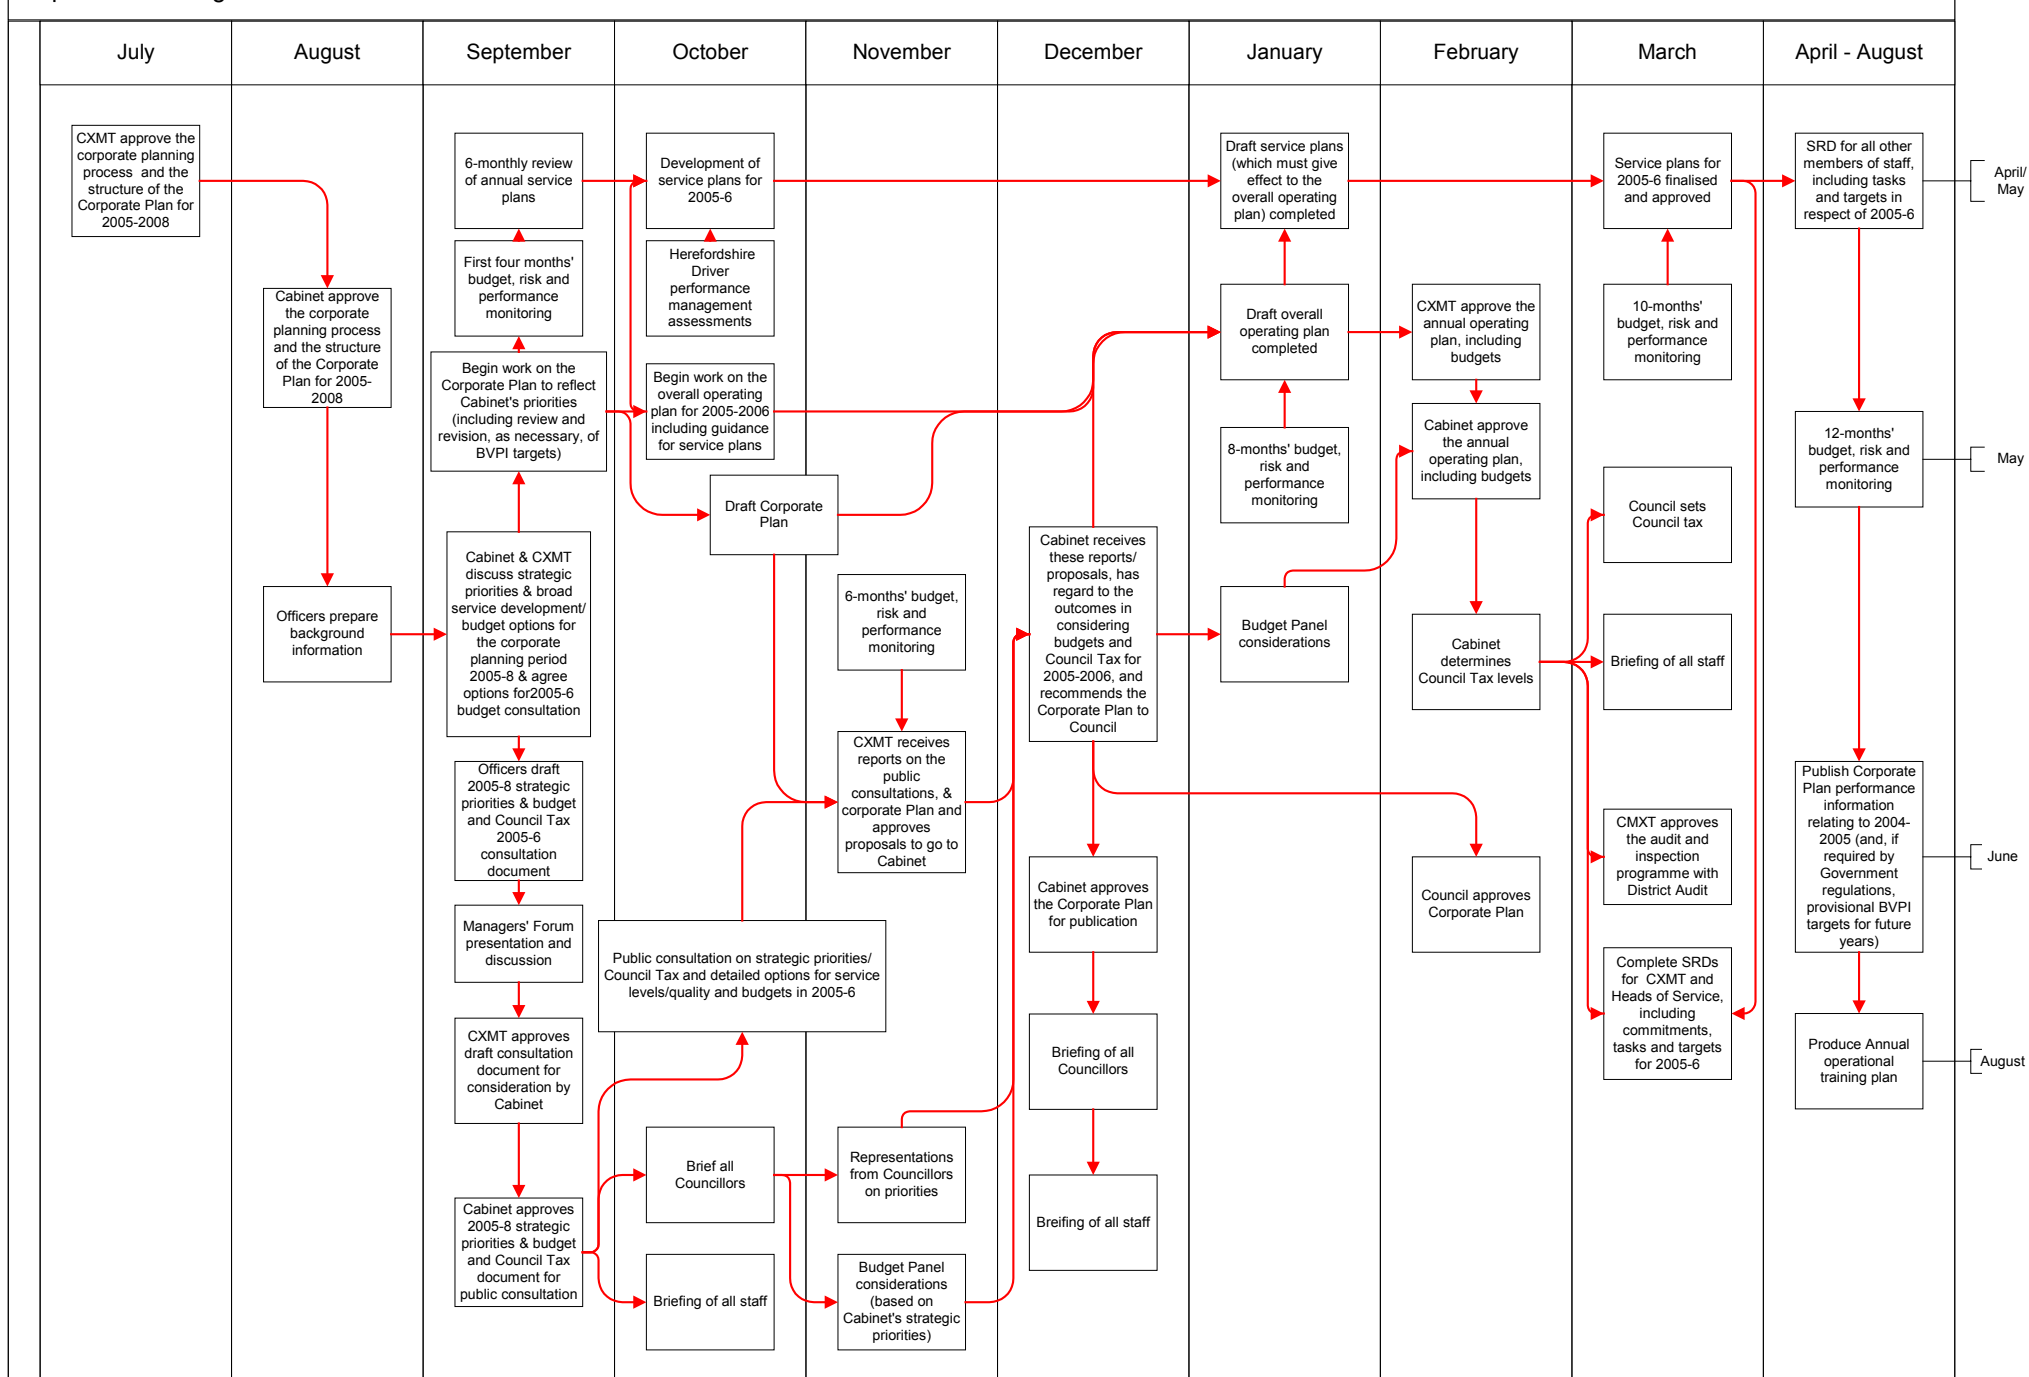 July
August
September
October
November
December
January
February
March
April - August
CXMT approve the
corporate planning
process and the
structure of the
Corporate Plan for
2005-2008
Cabinet approve
the corporate
planning process
and the structure
of the Corporate
Plan for 2005-
2008
Officers prepare
background
information
6-monthly review
of annual service
plans
First four months'
budget, risk and
performance
monitoring
Begin work on the
Corporate Plan to reflect
Cabinet's priorities
(including review and
revision, as necessary, of
BVPI targets)
Cabinet & CXMT
discuss strategic
priorities & broad
service development/
budget options for
the corporate
planning period
2005-8 & agree
options for2005-6
budget consultation
Officers draft
2005-8 strategic
priorities & budget
and Council Tax
2005-6
consultation
document
Managers' Forum
presentation and
discussion
CXMT approves
draft consultation
document for
consideration by
Cabinet
Cabinet approves
2005-8 strategic
priorities & budget
and Council Tax
document for
public consultation
Development of
service plans for
2005-6
Herefordshire
Driver
performance
management
assessments
Begin work on the
overall operating
plan for 2005-2006
including guidance
for service plans
Draft Corporate
Plan
Public consultation on strategic priorities/
Council Tax and detailed options for service
levels/quality and budgets in 2005-6
Brief all
Councillors
Briefing of all staff
6-months' budget,
risk and
performance
monitoring
CXMT receives
reports on the
public
consultations, &
corporate Plan and
approves
proposals to go to
Cabinet
Representations
from Councillors
on priorities
Budget Panel
considerations
(based on
Cabinet's strategic
priorities)
Cabinet receives
these reports/
proposals, has
regard to the
outcomes in
considering
budgets and
Council Tax for
2005-2006, and
recommends the
Corporate Plan to
Council
Cabinet approves
the Corporate Plan
for publication
Briefing of all
Councillors
Breifing of all staff
Draft service plans
(which must give
effect to the
overall operating
plan) completed
Draft overall
operating plan
completed
8-months' budget,
risk and
performance
monitoring
Budget Panel
considerations
CXMT approve the
annual operating
plan, including
budgets
Cabinet approve
the annual
operating plan,
including budgets
Cabinet
determines
Council Tax levels
Council approves
Corporate Plan
Service plans for
2005-6 finalised
and approved
10-months'
budget, risk and
performance
monitoring
Council sets
Council tax
Briefing of all staff
CMXT approves
the audit and
inspection
programme with
District Audit
Complete SRDs
for CXMT and
Heads of Service,
including
commitments,
tasks and targets
for 2005-6
SRD for all other
members of staff,
including tasks
and targets in
respect of 2005-6
12-months'
budget, risk and
performance
monitoring
Publish Corporate
Plan performance
information
relating to 2004-
2005 (and, if
required by
Government
regulations,
provisional BVPI
targets for future
years)
Produce Annual
operational
training plan
April/
May
May
June
August